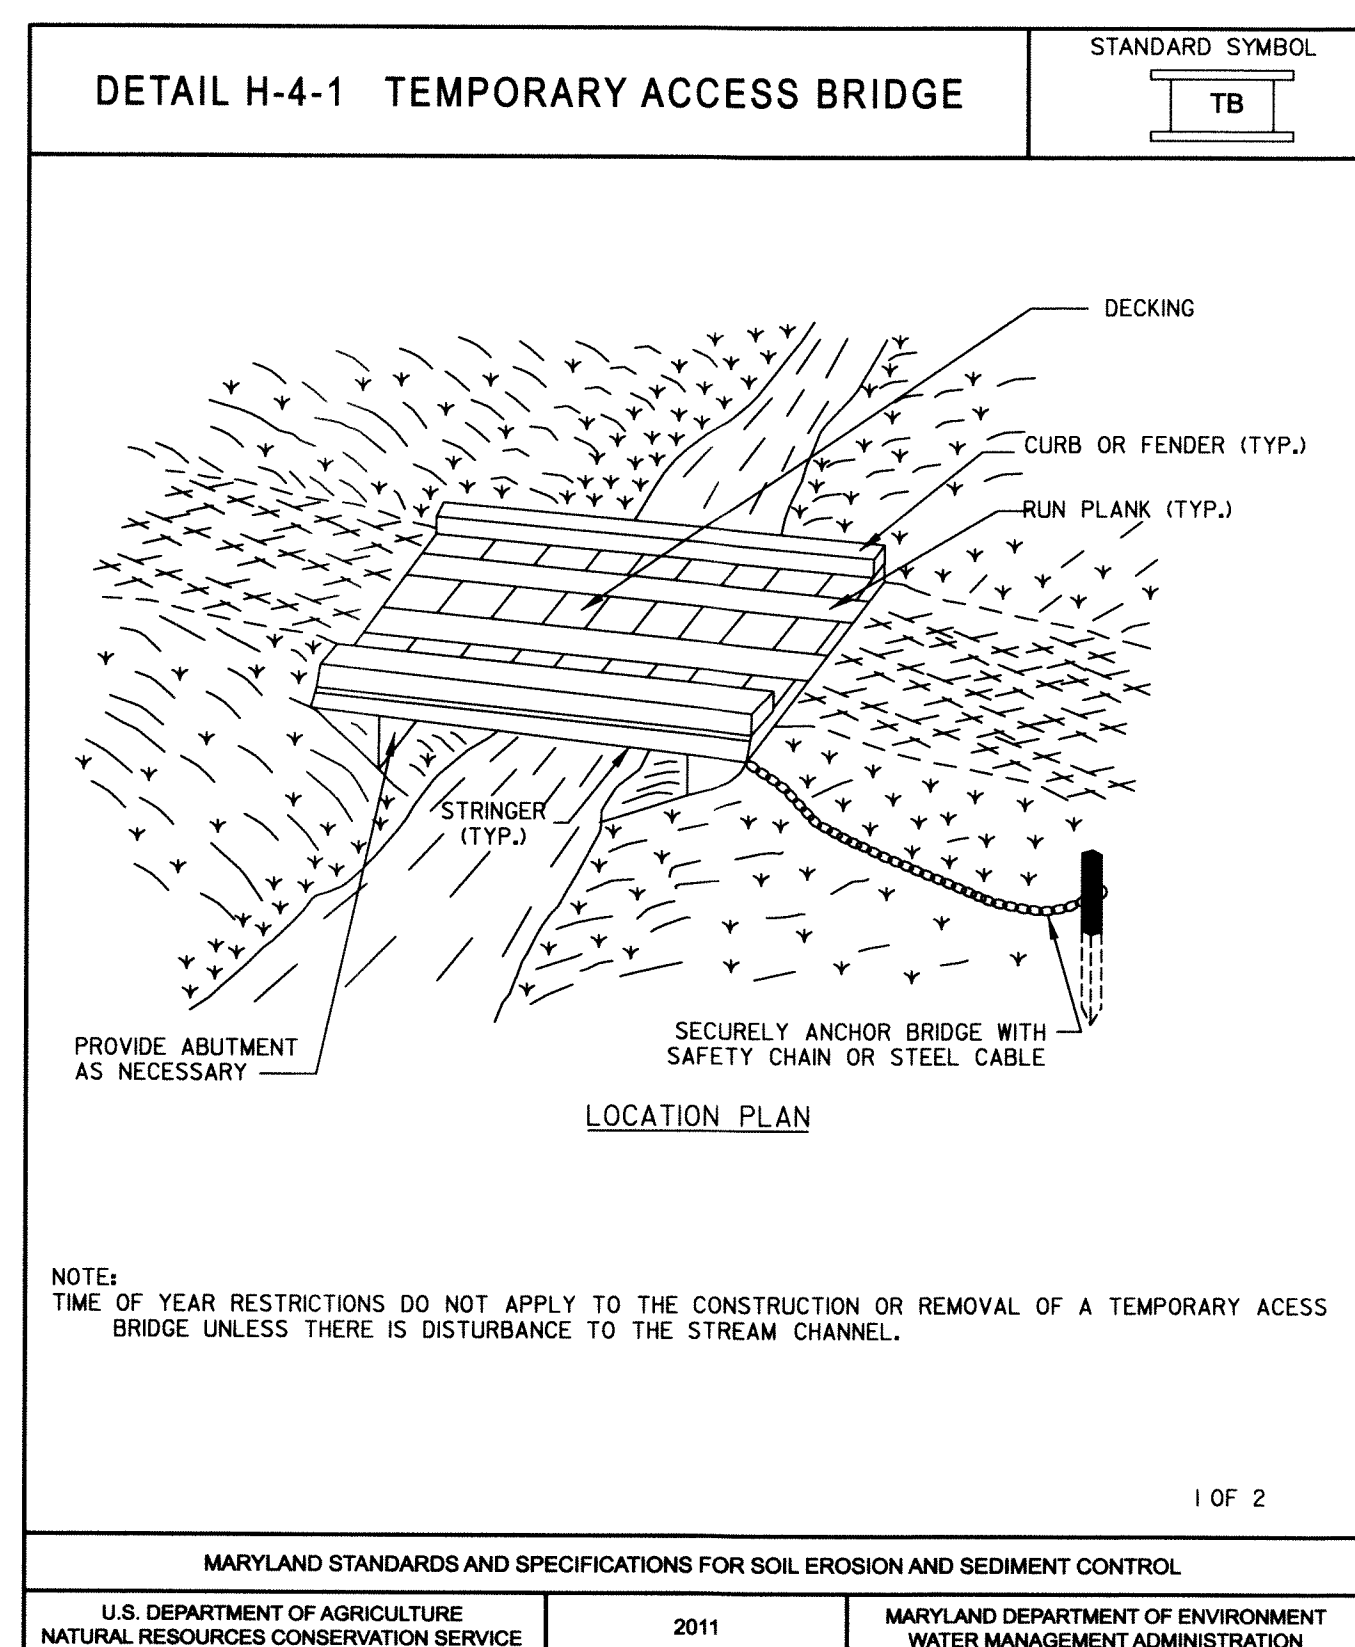 DETAIL H-4-1 TEMPORARY ACCESS BRIDGE
STANDARD SYMBOL
TB
DECKING
CURB OR FENDER (TYP.)
RUN PLANK (TYP.)
STRINGER
(TYP.)
PROVIDE ABUTMENT
AS NECESSARY
SECURELY ANCHOR BRIDGE WITH
SAFETY CHAIN OR STEEL CABLE
LOCATION PLAN
NOTE:
TIME OF YEAR RESTRICTIONS DO NOT APPLY TO THE CONSTRUCTION OR REMOVAL OF A TEMPORARY ACESS
BRIDGE UNLESS THERE IS DISTURBANCE TO THE STREAM CHANNEL.
1 OF 2
MARYLAND STANDARDS AND SPECIFICATIONS FOR SOIL EROSION AND SEDIMENT CONTROL
U.S. DEPARTMENT OF AGRICULTURE
NATURAL RESOURCES CONSERVATION SERVICE
2011
MARYLAND DEPARTMENT OF ENVIRONMENT
WATER MANAGEMENT ADMINISTRATION